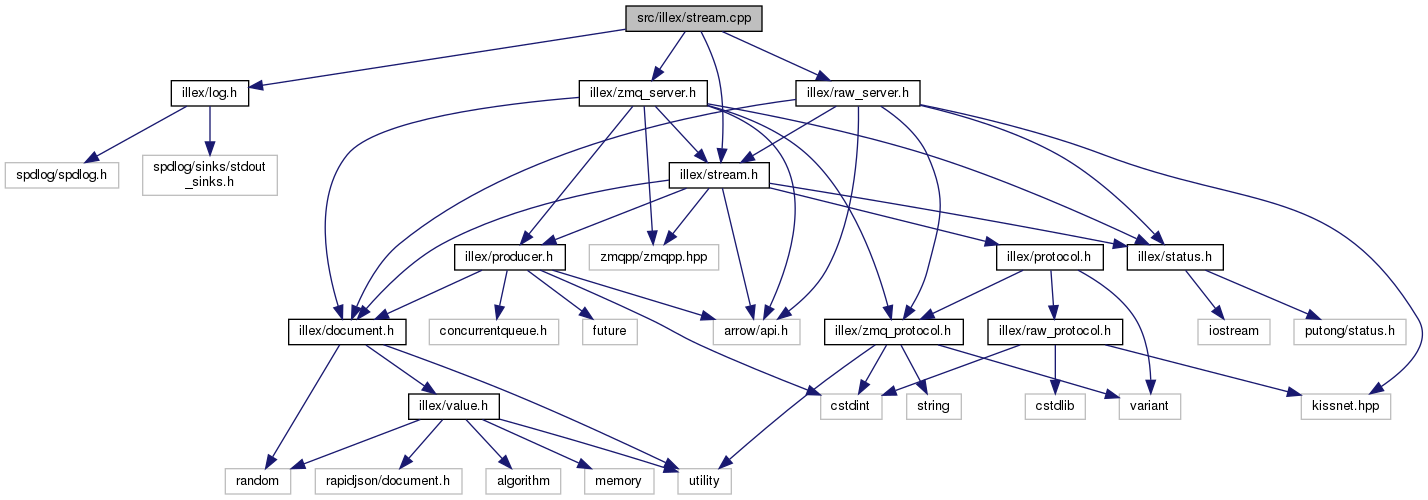 src/illex/stream.cpp
illex/log.h
illex/zmq_server.h
illex/raw_server.h
spdlog/spdlog.h
spdlog/sinks/stdout
_sinks.h
illex/stream.h
illex/producer.h
zmqpp/zmqpp.hpp
illex/protocol.h
illex/status.h
illex/document.h
concurrentqueue.h
future
arrow/api.h
illex/zmq_protocol.h
illex/raw_protocol.h
iostream
putong/status.h
illex/value.h
cstdint
string
cstdlib
variant
kissnet.hpp
random
rapidjson/document.h
algorithm
memory
utility